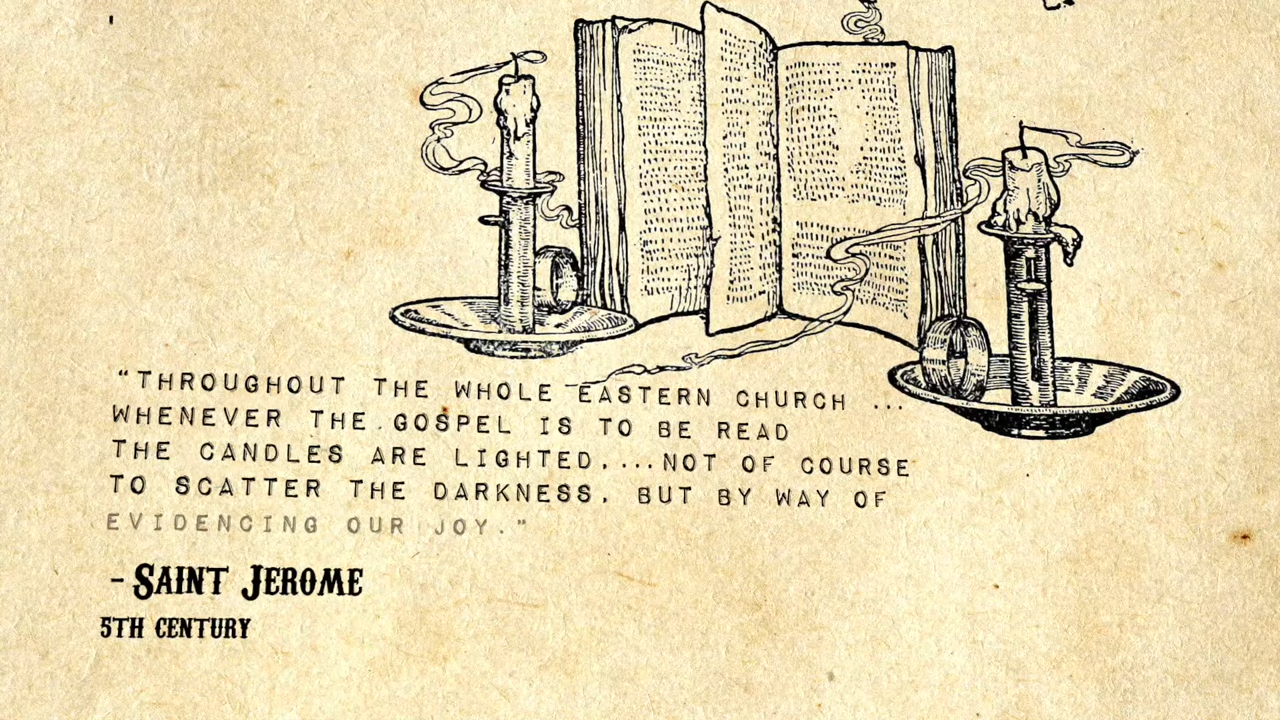 “THROUGHOUT THE WHOLE EASTERN CHURCH ...
WHENEVER THE GOSPEL IS TO BE READ
THE CANDLES ARE LIGHTED,...NOT OF COURSE
TO SCATTER THE DARKNESS, BUT BY WAY OF
EVIDENCING OUR JOY.”
- SAINT JEROME
5TH CENTURY